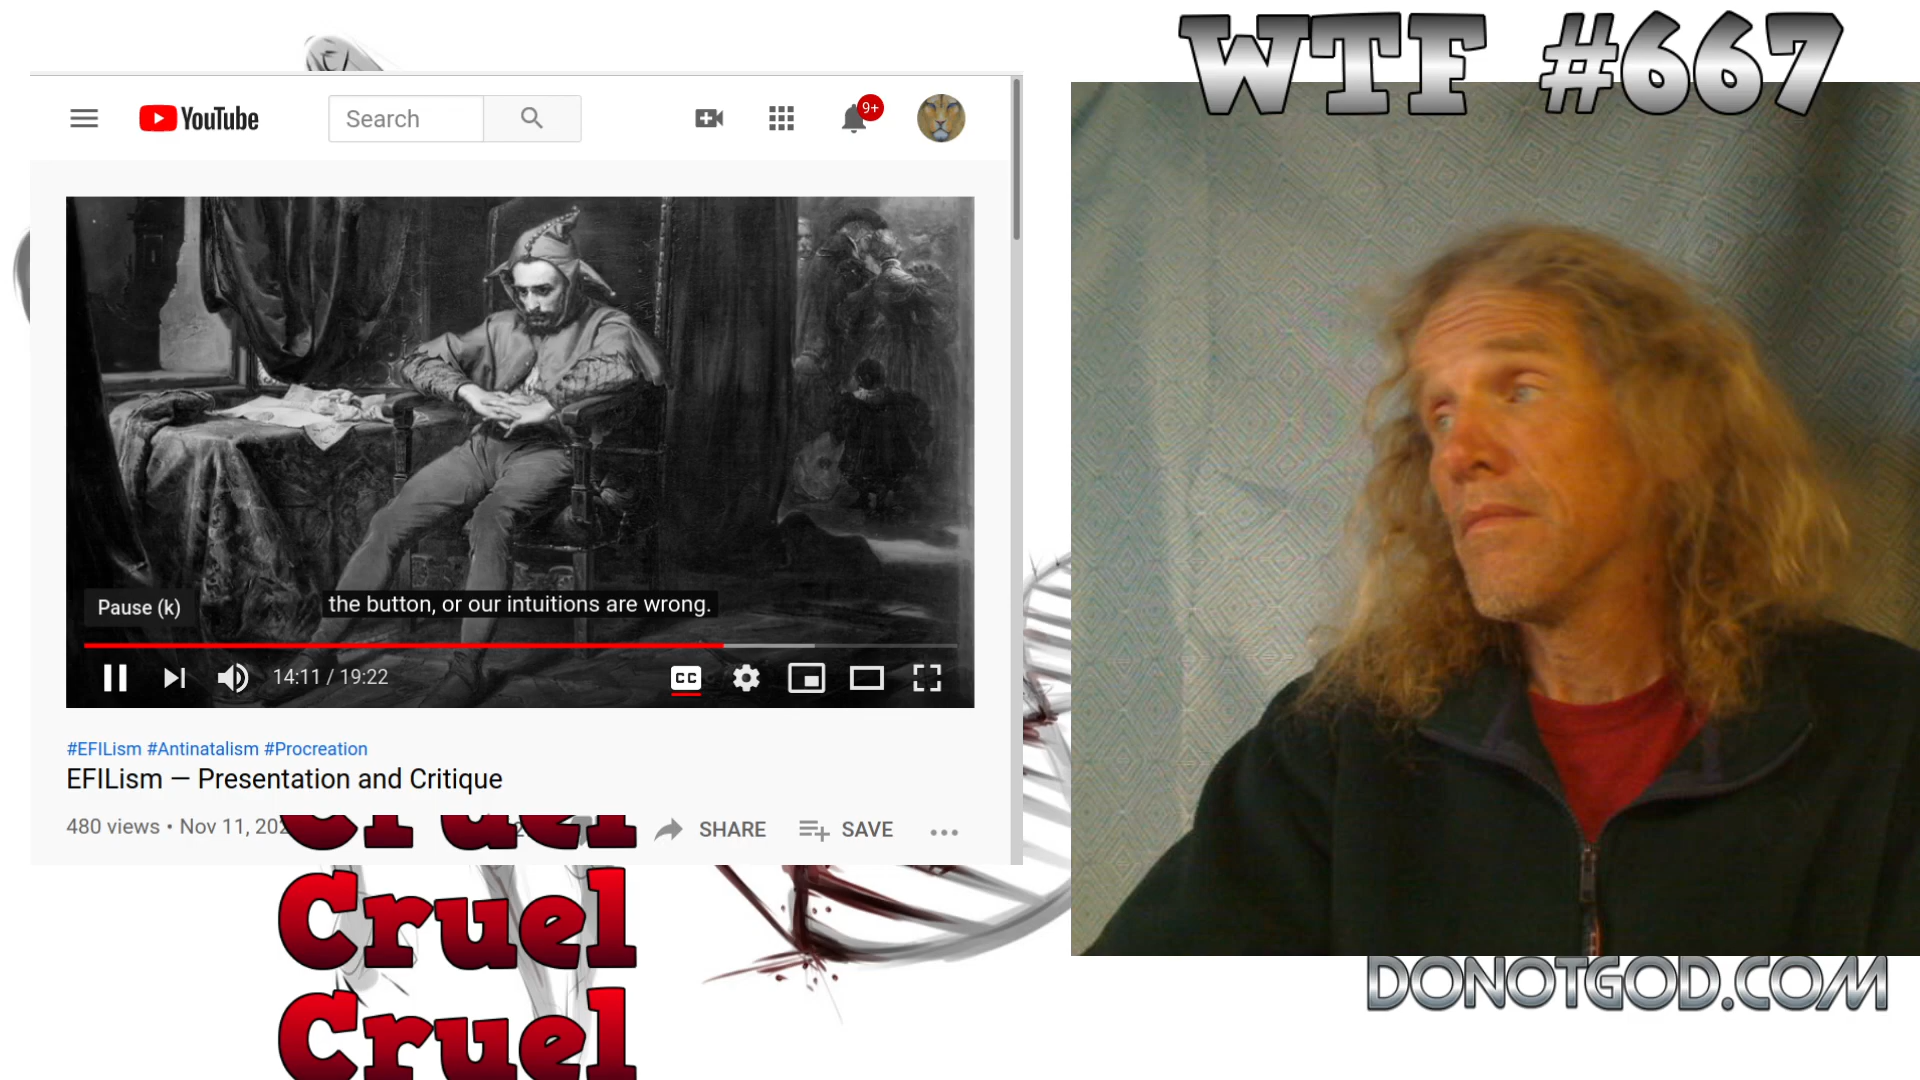 WTF #667
YouTube
Search
9+
the button, or our intuitions are wrong.
Pause (k)
14:11 / 19:22
CC
#EFILism #Antinatalism #Procreation
EFILism — Presentation and Critique
480 views • Nov 11, 202
SHARE
SAVE
Cruel
Cruel
Cruel
DONOTGOD.COM